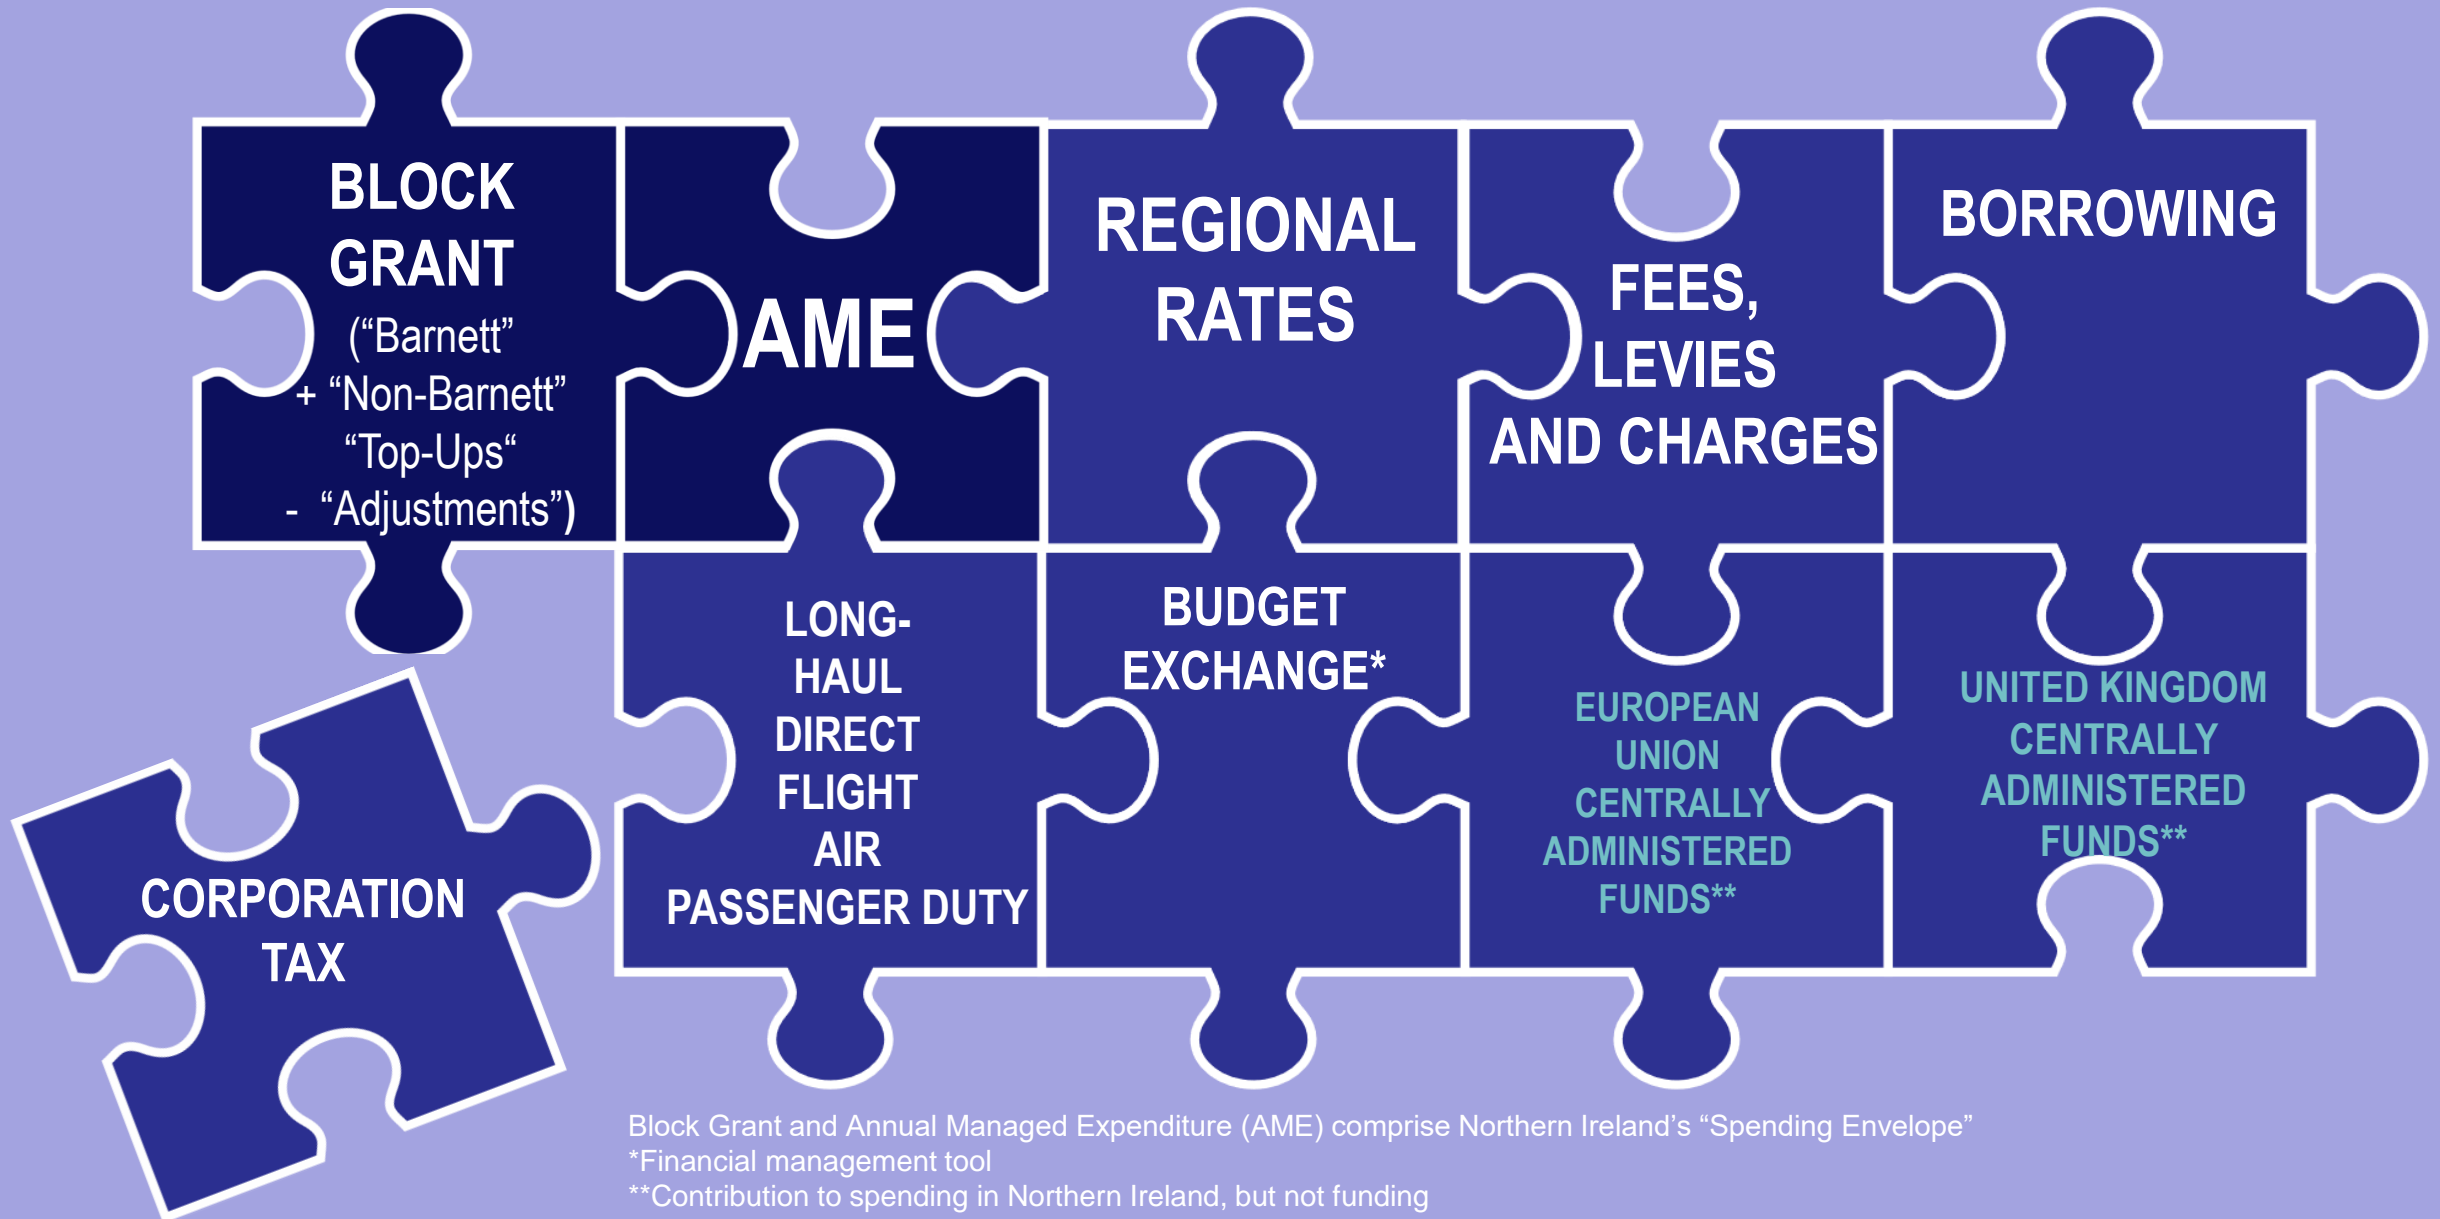 BLOCK
GRANT
(“Barnett”
+ “Non-Barnett”
“Top-Ups“
- “Adjustments”)
AME
REGIONAL
RATES
FEES,
LEVIES
AND CHARGES
BORROWING
LONG-
HAUL
DIRECT
FLIGHT
AIR
PASSENGER DUTY
BUDGET
EXCHANGE*
EUROPEAN
UNION
CENTRALLY
ADMINISTERED
FUNDS**
UNITED KINGDOM
CENTRALLY
ADMINISTERED
FUNDS**
CORPORATION
TAX
Block Grant and Annual Managed Expenditure (AME) comprise Northern Ireland’s “Spending Envelope”
*Financial management tool
**Contribution to spending in Northern Ireland, but not funding